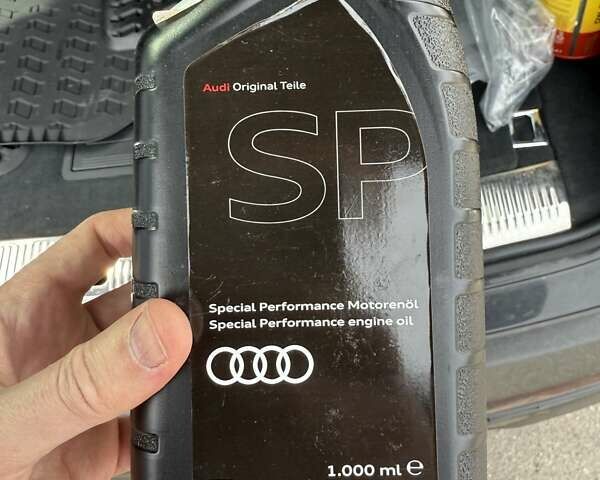 Audi Original Teile
SP
Special Performance Motorenöl
Special Performance engine oil
1.000 ml ℮